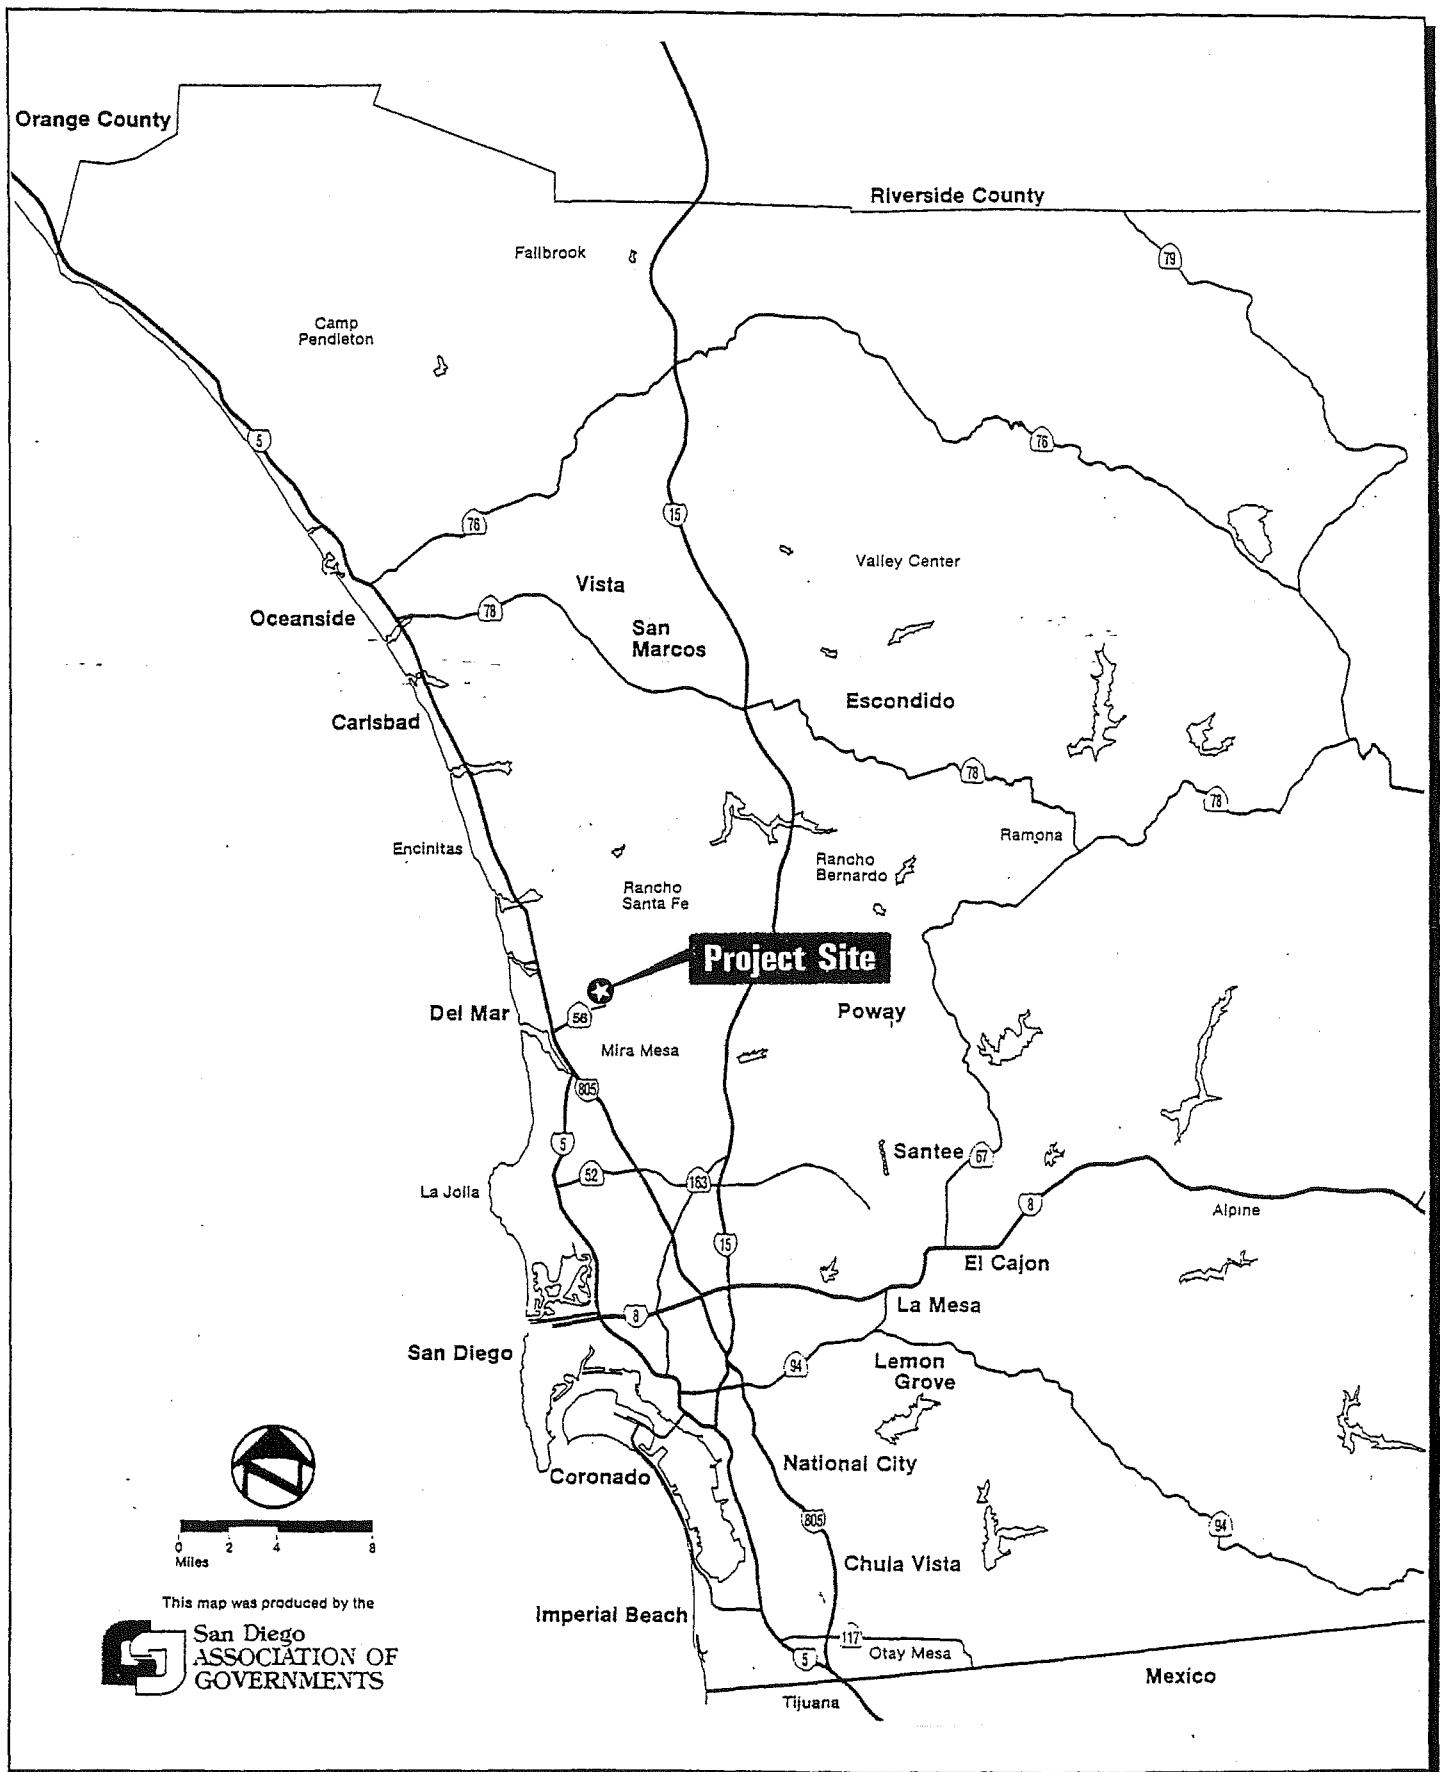 Orange County
Riverside County
79
Fallbrook
Camp
Pendleton
5
76
76
15
Valley Center
Vista
78
Oceanside
San
Marcos
Escondido
Carlsbad
78
78
Ramona
Encinitas
Rancho
Bernardo
Rancho
Santa Fe
Project Site
Del Mar
56
Poway
Mira Mesa
805
5
Santee
67
52
163
La Jolla
8
Alpine
15
El Cajon
La Mesa
8
San Diego
94
Lemon
Grove
National City
Coronado
N
805
94
0 2 4 8
Miles
Chula Vista
This map was produced by the
Imperial Beach
San Diego
ASSOCIATION OF
GOVERNMENTS
117
Otay Mesa
5
Mexico
Tijuana